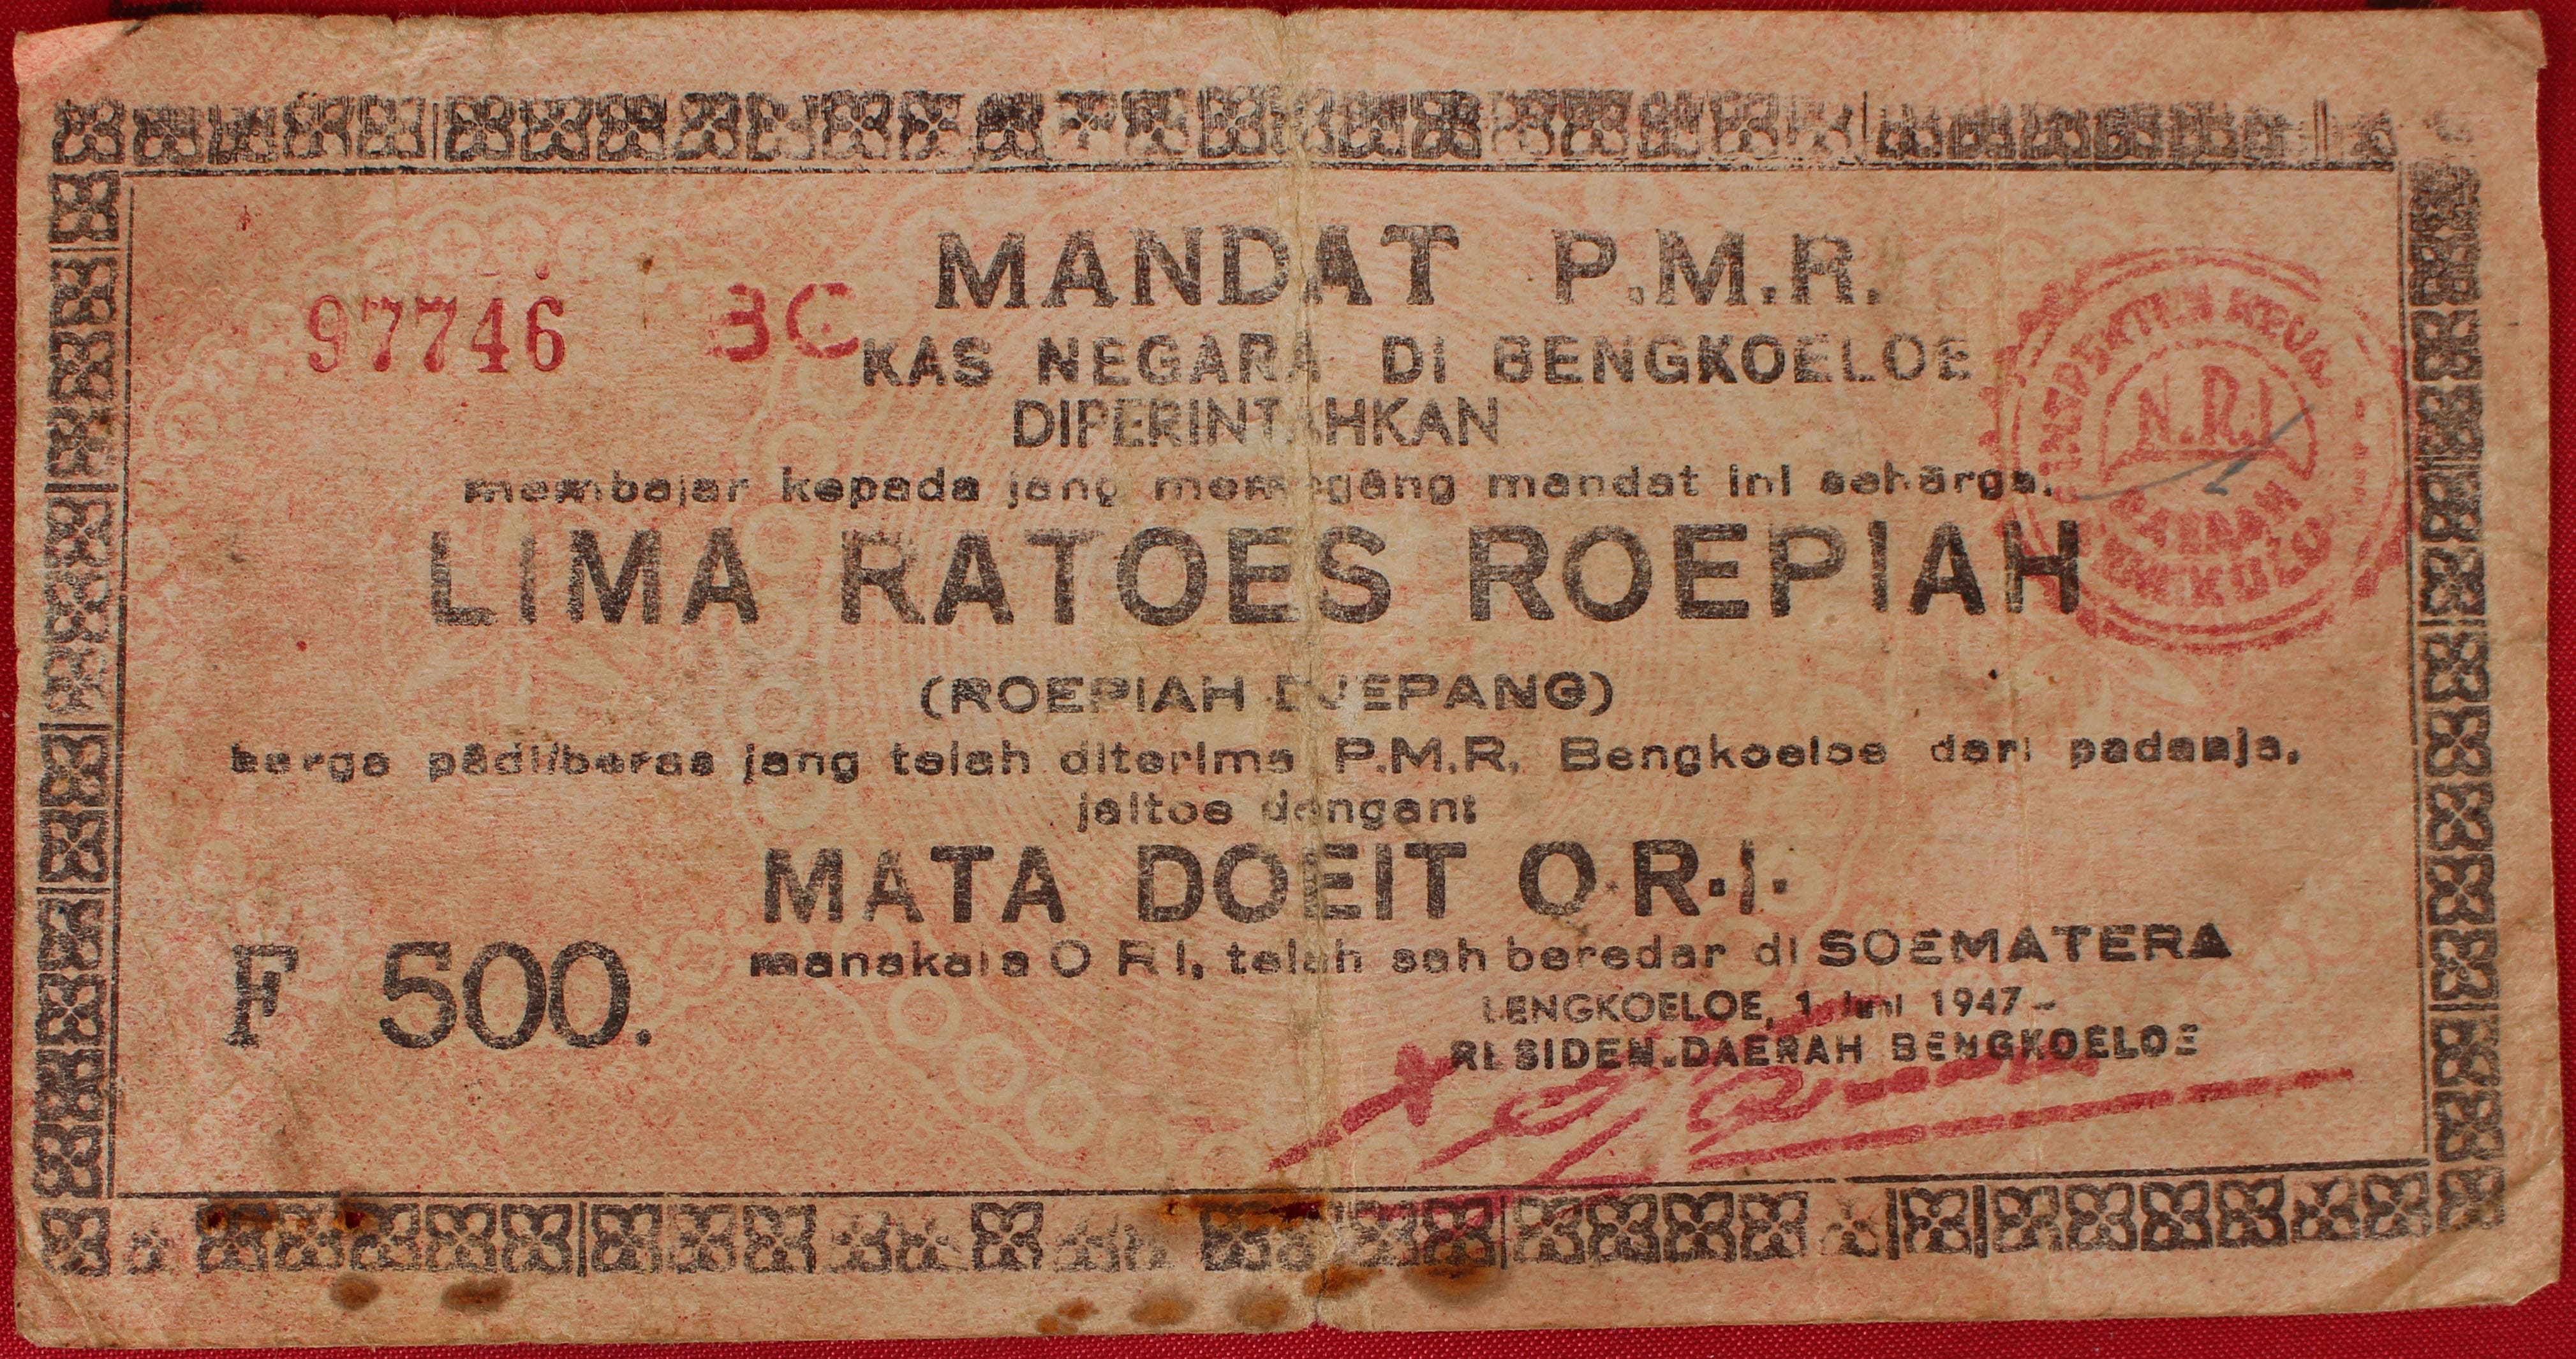 MANDAT P.M.R.
97746 BC
KAS NEGARA DI BENGKOELOE
DIPERINTAHKAN
membajar kepada jang memegang mandat ini seharga.
LIMA RATOES ROEPIAH
(ROEPIAH DJEPANG)
harga padi/beras jang telah diterima P.M.R. Bengkoeloe dari padanja.
jaitoe dengan:
MATA DOEIT O.R.I.
manakala O R I, telah sah beredar di SOEMATERA
F 500.
BENGKOELOE, 1 Juni 1947-
RESIDEN.DAERAH BENGKOELOE
N.R.I